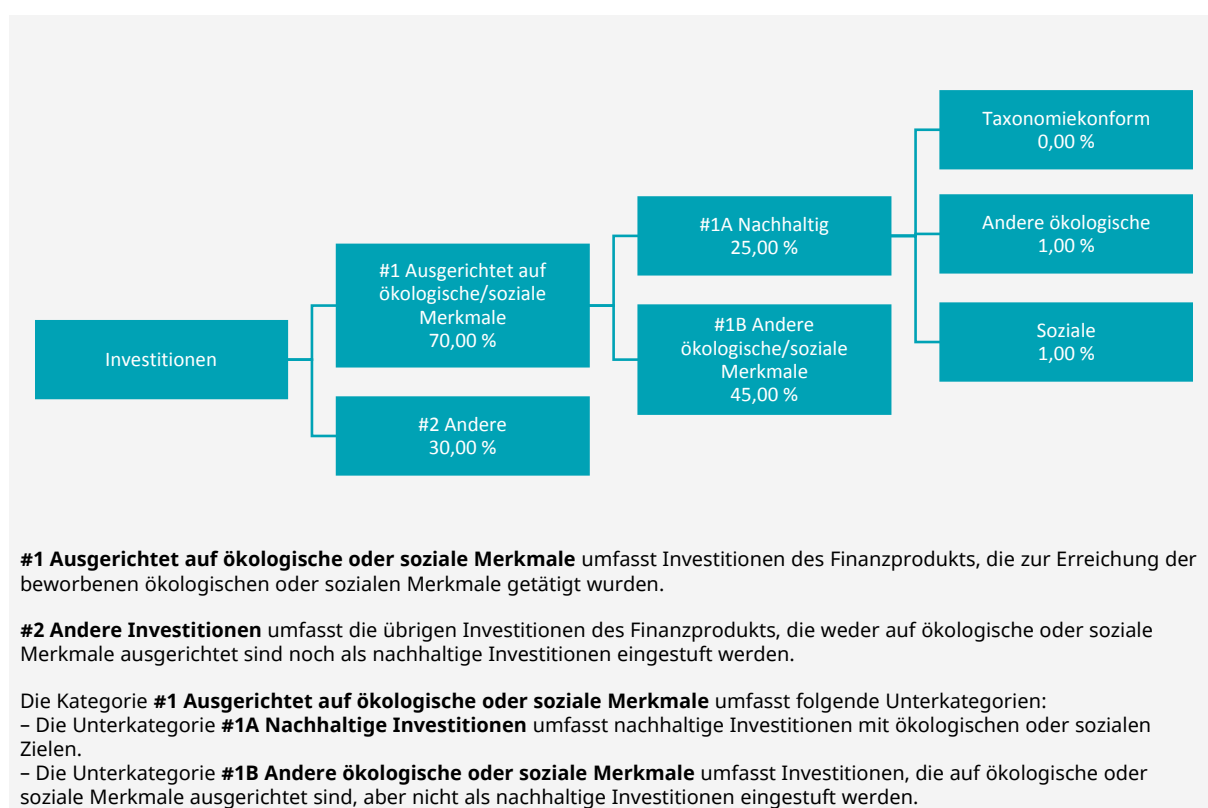 Investitionen
#1 Ausgerichtet auf
ökologische/soziale
Merkmale
70,00 %
#2 Andere
30,00 %
#1A Nachhaltig
25,00 %
#1B Andere
ökologische/soziale
Merkmale
45,00 %
Taxonomiekonform
0,00 %
Andere ökologische
1,00 %
Soziale
1,00 %
#1 Ausgerichtet auf ökologische oder soziale Merkmale umfasst Investitionen des Finanzprodukts, die zur Erreichung der
beworbenen ökologischen oder sozialen Merkmale getätigt wurden.
#2 Andere Investitionen umfasst die übrigen Investitionen des Finanzprodukts, die weder auf ökologische oder soziale
Merkmale ausgerichtet sind noch als nachhaltige Investitionen eingestuft werden.
Die Kategorie #1 Ausgerichtet auf ökologische oder soziale Merkmale umfasst folgende Unterkategorien:
– Die Unterkategorie #1A Nachhaltige Investitionen umfasst nachhaltige Investitionen mit ökologischen oder sozialen
Zielen.
– Die Unterkategorie #1B Andere ökologische oder soziale Merkmale umfasst Investitionen, die auf ökologische oder
soziale Merkmale ausgerichtet sind, aber nicht als nachhaltige Investitionen eingestuft werden.